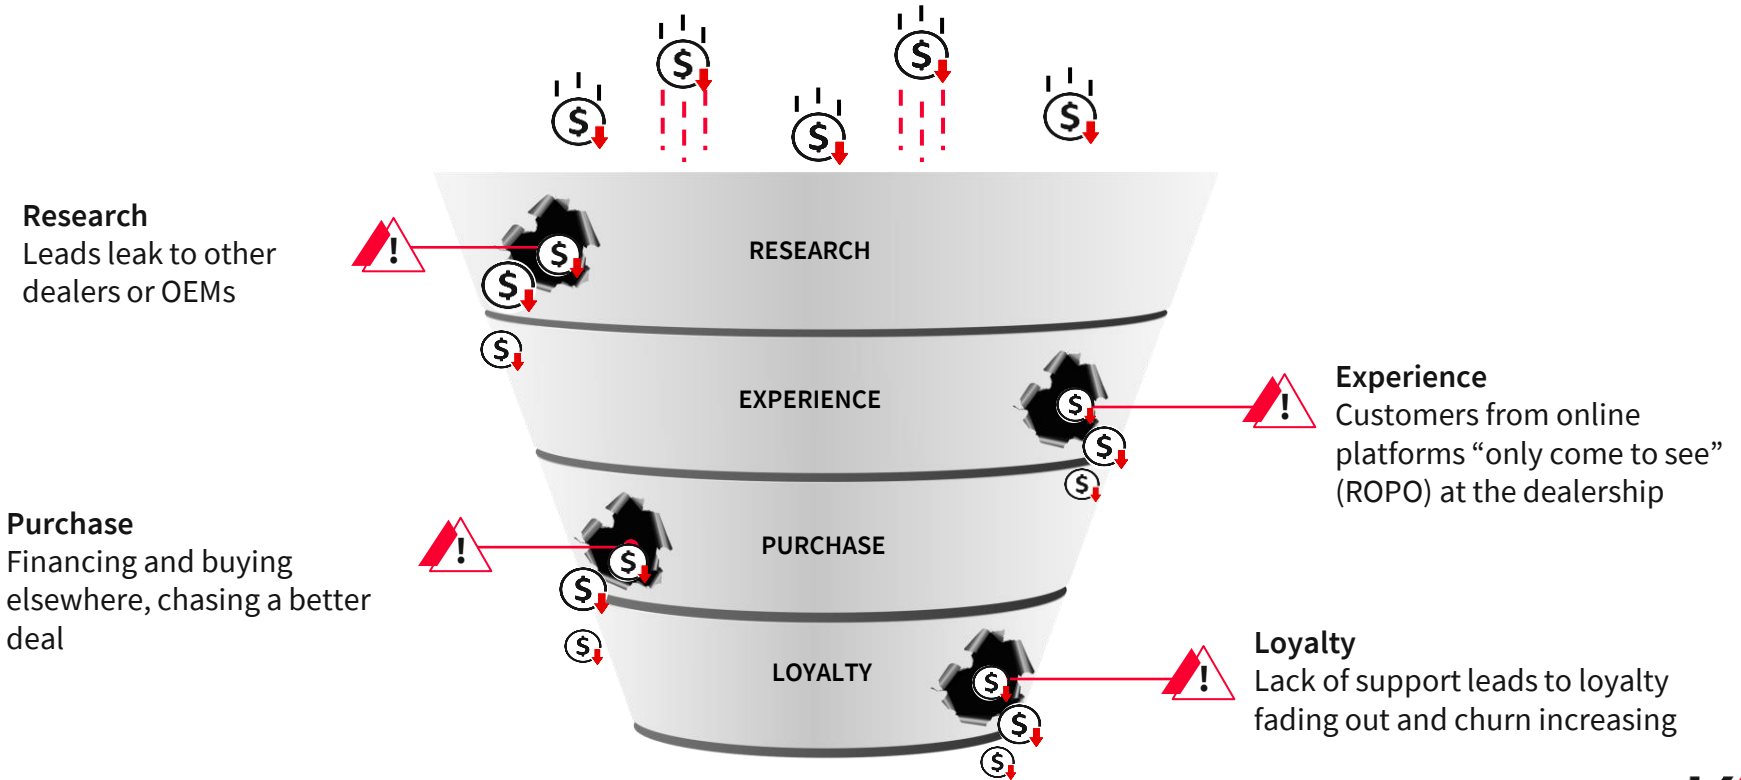 Research
Leads leak to other
dealers or OEMs
RESEARCH
EXPERIENCE
Experience
Customers from online
platforms “only come to see”
(ROPO) at the dealership
Purchase
Financing and buying
elsewhere, chasing a better
deal
PURCHASE
LOYALTY
Loyalty
Lack of support leads to loyalty
fading out and churn increasing